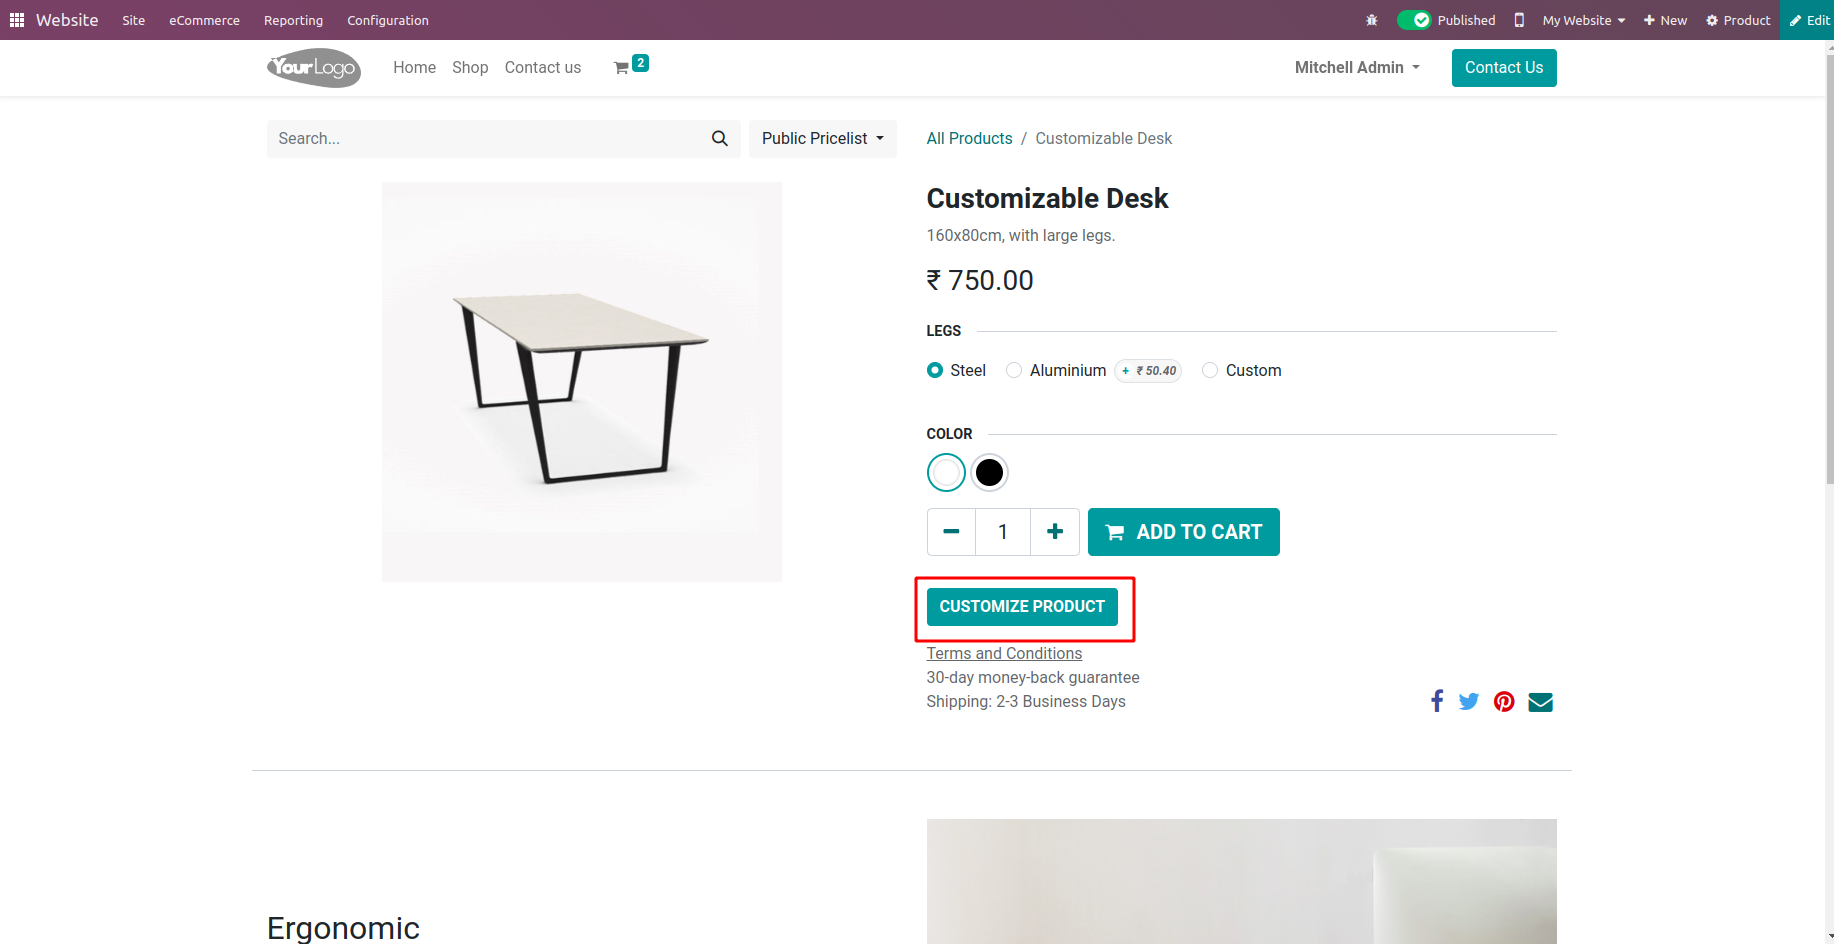 Website Site eCommerce Reporting Configuration Published My Website New Product Edit
YourLogo Home Shop Contact us 2 Mitchell Admin Contact Us
Search... Public Pricelist All Products / Customizable Desk
Customizable Desk
160x80cm, with large legs.
₹ 750.00
LEGS
Steel Aluminium + ₹ 50.40 Custom
COLOR
1 ADD TO CART
CUSTOMIZE PRODUCT
Terms and Conditions
30-day money-back guarantee
Shipping: 2-3 Business Days
Ergonomic